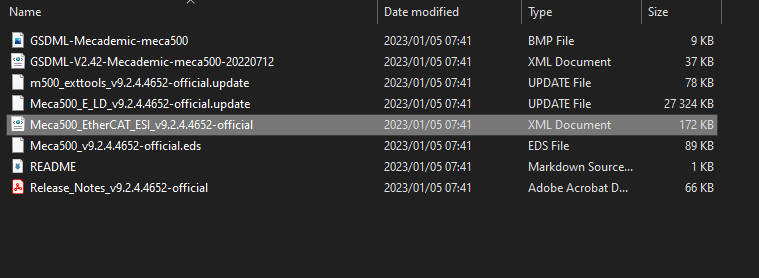 Name Date modified Type Size
GSDML-Mecademic-meca500 2023/01/05 07:41 BMP File 9 KB
GSDML-V2.42-Mecademic-meca500-20220712 2023/01/05 07:41 XML Document 37 KB
m500_exttools_v9.2.4.4652-official.update 2023/01/05 07:41 UPDATE File 78 KB
Meca500_E_LD_v9.2.4.4652-official.update 2023/01/05 07:41 UPDATE File 27 324 KB
Meca500_EtherCAT_ESI_v9.2.4.4652-official 2023/01/05 07:41 XML Document 172 KB
Meca500_v9.2.4.4652-official.eds 2023/01/05 07:41 EDS File 89 KB
README 2023/01/05 07:41 Markdown Source... 1 KB
Release_Notes_v9.2.4.4652-official 2023/01/05 07:41 Adobe Acrobat D... 66 KB